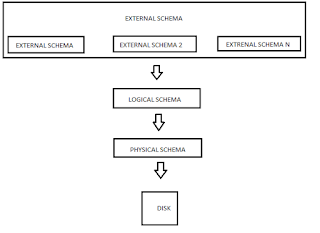 EXTERNAL SCHEMA
EXTERNAL SCHEMA
EXTERNAL SCHEMA 2
EXTRENAL SCHEMA N
LOGICAL SCHEMA
PHYSICAL SCHEMA
DISK